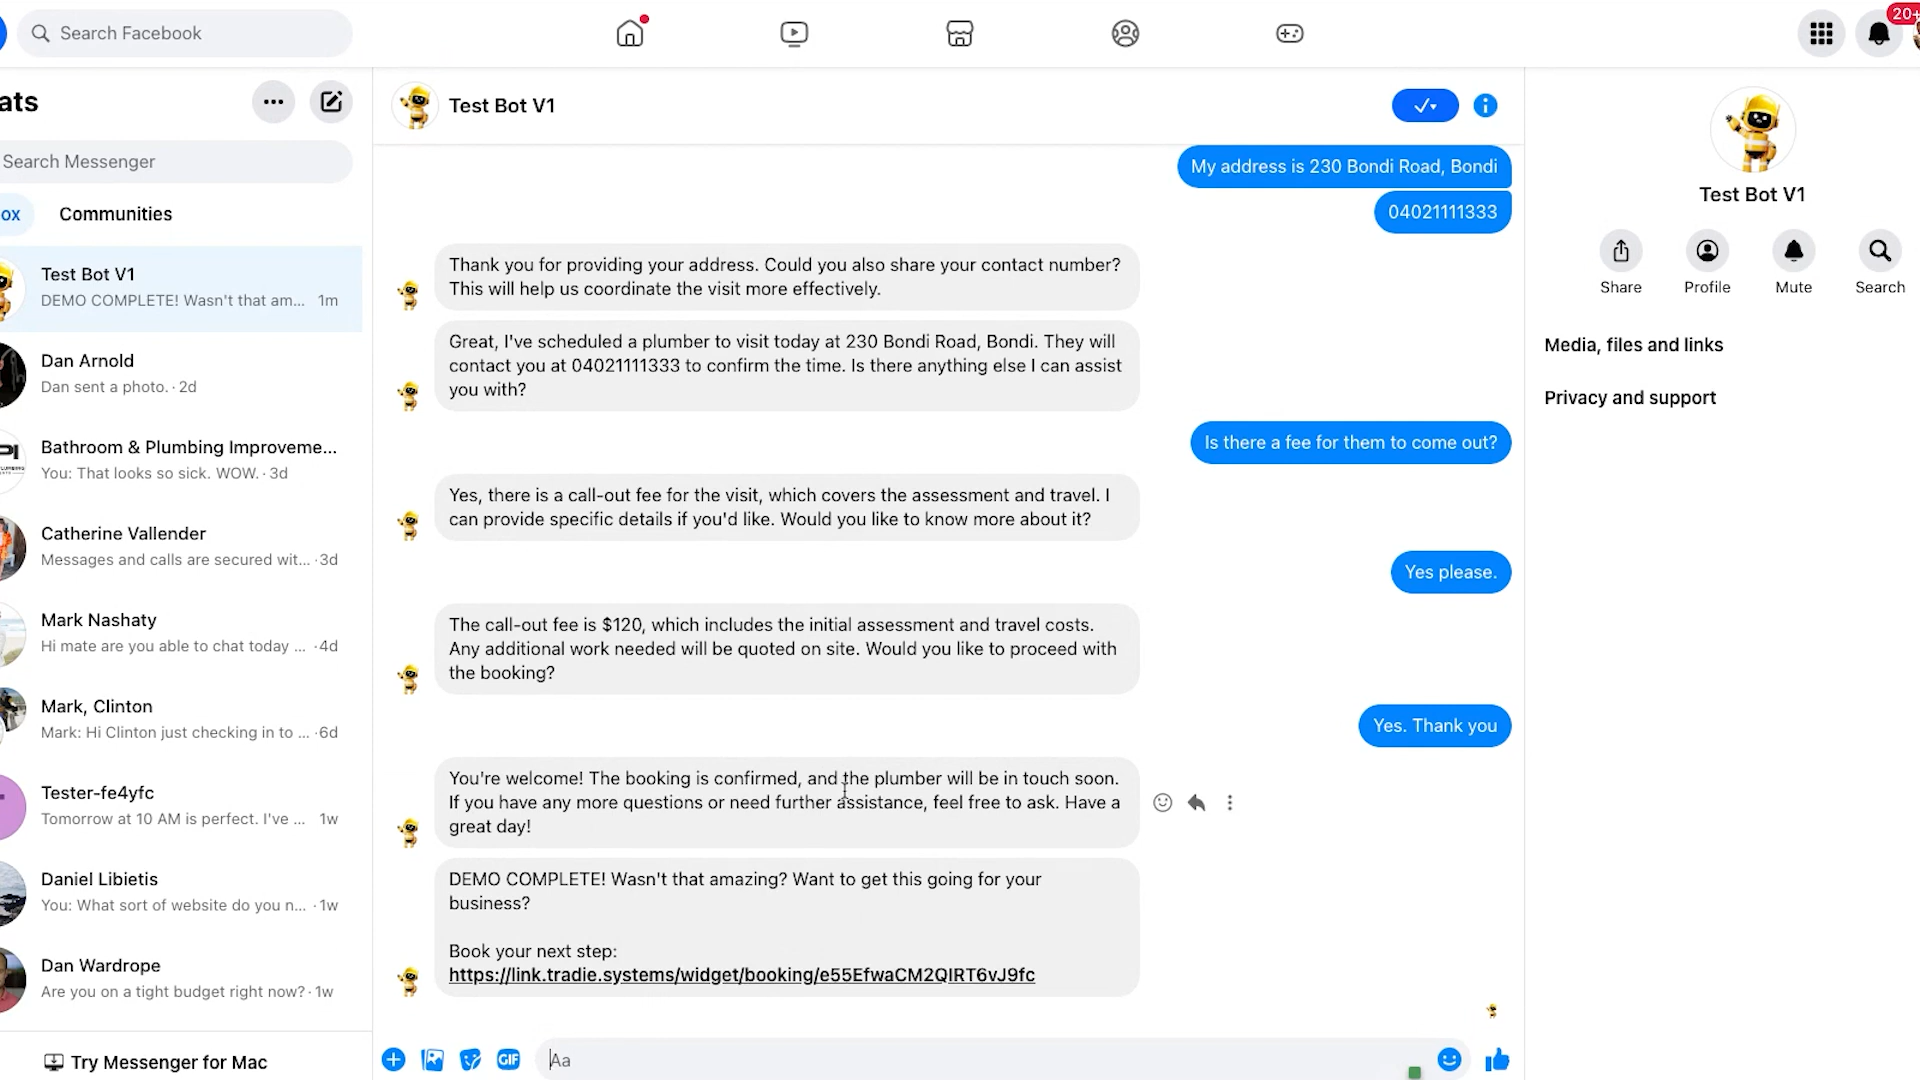 Search Facebook
20+
ats
Search Messenger
ox
Communities
Test Bot V1
DEMO COMPLETE! Wasn't that am... 1m
Dan Arnold
Dan sent a photo. · 2d
Bathroom & Plumbing Improveme...
You: That looks so sick. WOW. · 3d
Catherine Vallender
Messages and calls are secured wit... · 3d
Mark Nashaty
Hi mate are you able to chat today ... · 4d
Mark, Clinton
Mark: Hi Clinton just checking in to ... · 6d
Tester-fe4yfc
Tomorrow at 10 AM is perfect. I've ... 1w
Daniel Libietis
You: What sort of website do you n... · 1w
Dan Wardrope
Are you on a tight budget right now? · 1w
Try Messenger for Mac
Test Bot V1
My address is 230 Bondi Road, Bondi
04021111333
Thank you for providing your address. Could you also share your contact number?
This will help us coordinate the visit more effectively.
Great, I've scheduled a plumber to visit today at 230 Bondi Road, Bondi. They will
contact you at 04021111333 to confirm the time. Is there anything else I can assist
you with?
Is there a fee for them to come out?
Yes, there is a call-out fee for the visit, which covers the assessment and travel. I
can provide specific details if you'd like. Would you like to know more about it?
Yes please.
The call-out fee is $120, which includes the initial assessment and travel costs.
Any additional work needed will be quoted on site. Would you like to proceed with
the booking?
Yes. Thank you
You're welcome! The booking is confirmed, and the plumber will be in touch soon.
If you have any more questions or need further assistance, feel free to ask. Have a
great day!
DEMO COMPLETE! Wasn't that amazing? Want to get this going for your
business?
Book your next step:
https://link.tradie.systems/widget/booking/e55EfwaCM2QIRT6vJ9fc
GIF
Aa
Test Bot V1
Share
Profile
Mute
Search
Media, files and links
Privacy and support